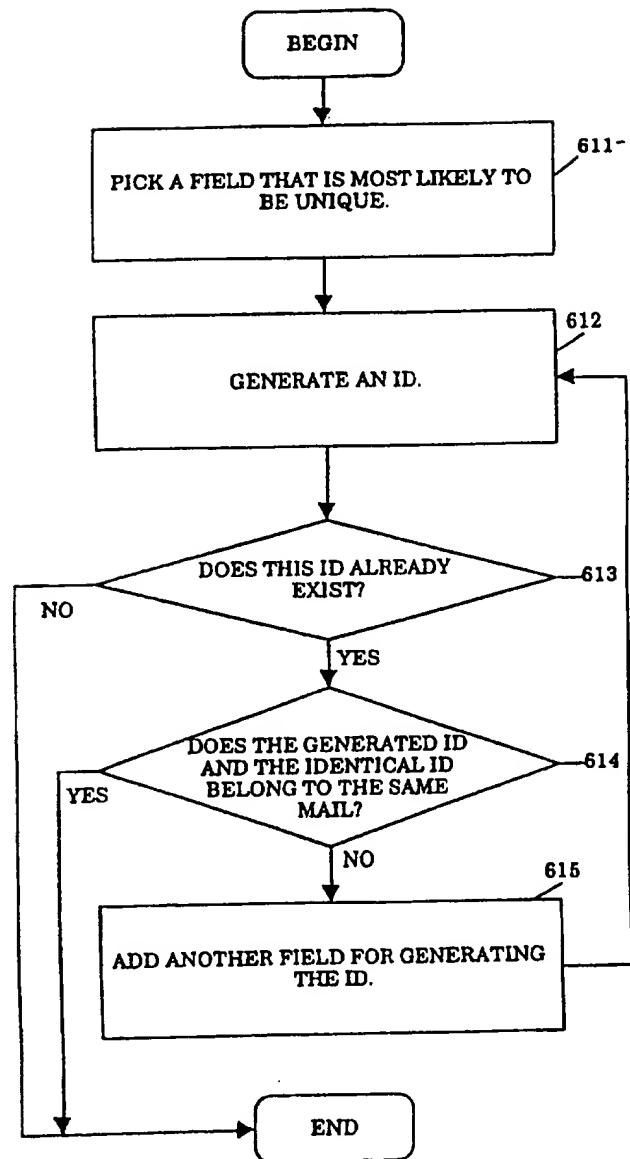 BEGIN
611
PICK A FIELD THAT IS MOST LIKELY TO
BE UNIQUE.
612
GENERATE AN ID.
DOES THIS ID ALREADY
EXIST?
613
NO
YES
DOES THE GENERATED ID
AND THE IDENTICAL ID
BELONG TO THE SAME
MAIL?
614
YES
NO
615
ADD ANOTHER FIELD FOR GENERATING
THE ID.
END